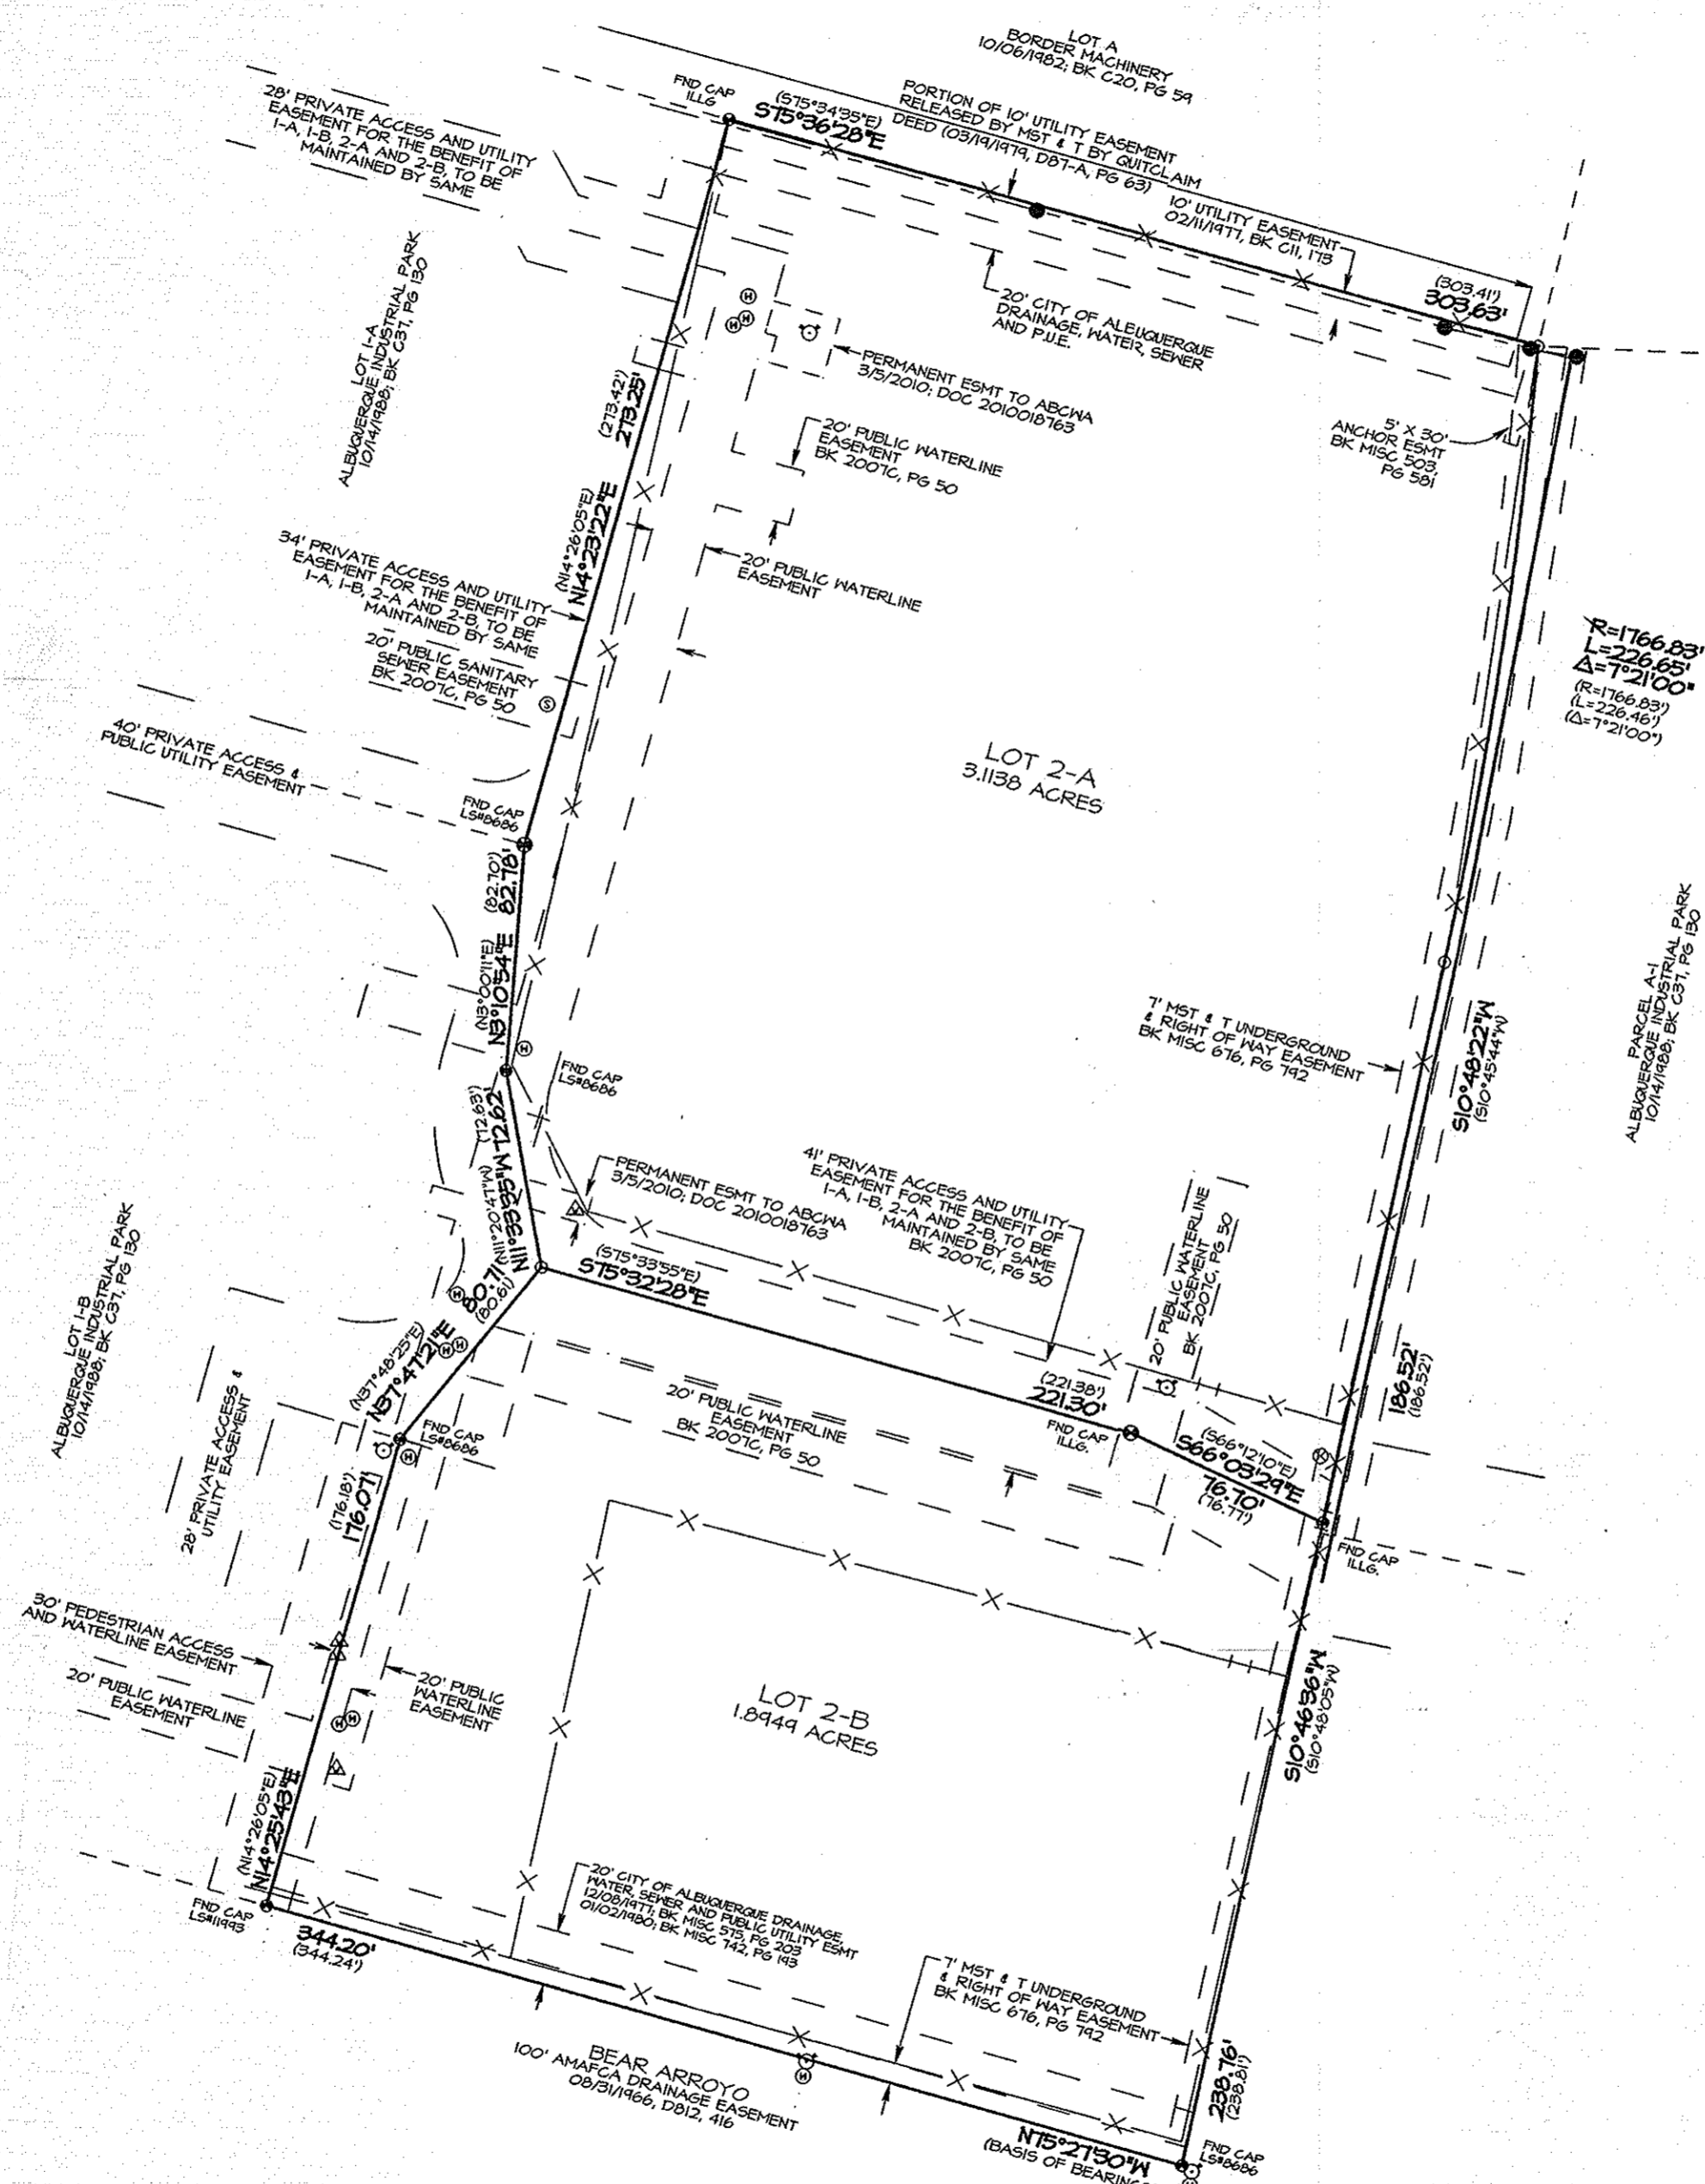 LOT A
BORDER MACHINERY
10/06/1982; BK C20, PG 59
FND CAP
ILLG
(S75°34'35"E)
S75°36'28"E
PORTION OF 10' UTILITY EASEMENT
RELEASED BY MST & T BY QUITCLAIM
DEED (03/19/1979, D87-A, PG 63)
10' UTILITY EASEMENT
02/11/1977, BK C11, 173
(303.41')
303.63'
28' PRIVATE ACCESS AND UTILITY
EASEMENT FOR THE BENEFIT OF
1-A, 1-B, 2-A AND 2-B, TO BE
MAINTAINED BY SAME
LOT 1-A
ALBUQUERQUE INDUSTRIAL PARK
10/14/1988; BK C37, PG 130
20' CITY OF ALBUQUERQUE
DRAINAGE, WATER, SEWER
AND P.U.E.
PERMANENT ESMT TO ABCWA
3/5/2010; DOC 2010018763
20' PUBLIC WATERLINE
EASEMENT
BK 2007C, PG 50
5' X 30'
ANCHOR ESMT
BK MISC 503,
PG 581
(273.42')
273.25'
(N14°26'05"E)
N14°23'22"E
20' PUBLIC WATERLINE
EASEMENT
34' PRIVATE ACCESS AND UTILITY
EASEMENT FOR THE BENEFIT OF
1-A, 1-B, 2-A AND 2-B, TO BE
MAINTAINED BY SAME
20' PUBLIC SANITARY
SEWER EASEMENT
BK 2007C, PG 50
S
H
H H
R=1766.83'
L=226.65'
Δ=7°21'00"
(R=1766.83')
(L=226.46')
(Δ=7°21'00")
40' PRIVATE ACCESS &
PUBLIC UTILITY EASEMENT
FND CAP
LS#8686
LOT 2-A
3.1138 ACRES
(82.70')
82.78'
(N3°00'11"E)
N3°10'54"E
H
FND CAP
LS#8686
7' MST & T UNDERGROUND
& RIGHT OF WAY EASEMENT
BK MISC 676, PG 792
S10°48'22"W
(S10°45'44"W)
PARCEL A-1
ALBUQUERQUE INDUSTRIAL PARK
10/14/1988; BK C37, PG 130
N11°33'35"W 72.62'
(N11°20'47"W)
(72.63')
PERMANENT ESMT TO ABCWA
3/5/2010; DOC 2010018763
41' PRIVATE ACCESS AND UTILITY
EASEMENT FOR THE BENEFIT OF
1-A, 1-B, 2-A AND 2-B, TO BE
MAINTAINED BY SAME
BK 2007C, PG 50
20' PUBLIC WATERLINE
EASEMENT
BK 2007C, PG 50
(S75°33'55"E)
S75°32'28"E
(221.38')
221.30'
186.52'
(186.52')
LOT 1-B
ALBUQUERQUE INDUSTRIAL PARK
10/14/1988; BK C37, PG 130
80.71'
(80.61')
H
(N37°48'25"E)
N37°47'21"E
H H
20' PUBLIC WATERLINE
EASEMENT
BK 2007C, PG 50
FND CAP
ILLG.
(S66°12'10"E)
S66°03'29"E
76.70'
(76.77')
FND CAP
ILLG.
28' PRIVATE ACCESS &
UTILITY EASEMENT
FND CAP
LS#8686
H
(176.18')
176.07'
30' PEDESTRIAN ACCESS
AND WATERLINE EASEMENT
20' PUBLIC WATERLINE
EASEMENT
20' PUBLIC
WATERLINE
EASEMENT
H H
LOT 2-B
1.8949 ACRES
S10°46'36"W
(S10°48'05"W)
(N14°26'05"E)
N14°25'43"E
FND CAP
LS#11993
344.20'
(344.24')
20' CITY OF ALBUQUERQUE DRAINAGE,
WATER, SEWER AND PUBLIC UTILITY ESMT
12/08/1977; BK MISC 575, PG 203
01/02/1980; BK MISC 742, PG 193
7' MST & T UNDERGROUND
& RIGHT OF WAY EASEMENT
BK MISC 676, PG 792
238.76'
(238.81')
BEAR ARROYO
100' AMAFCA DRAINAGE EASEMENT
08/31/1966, D812, 416
H
N75°27'30"W
(BASIS OF
FND CAP
LS#8686